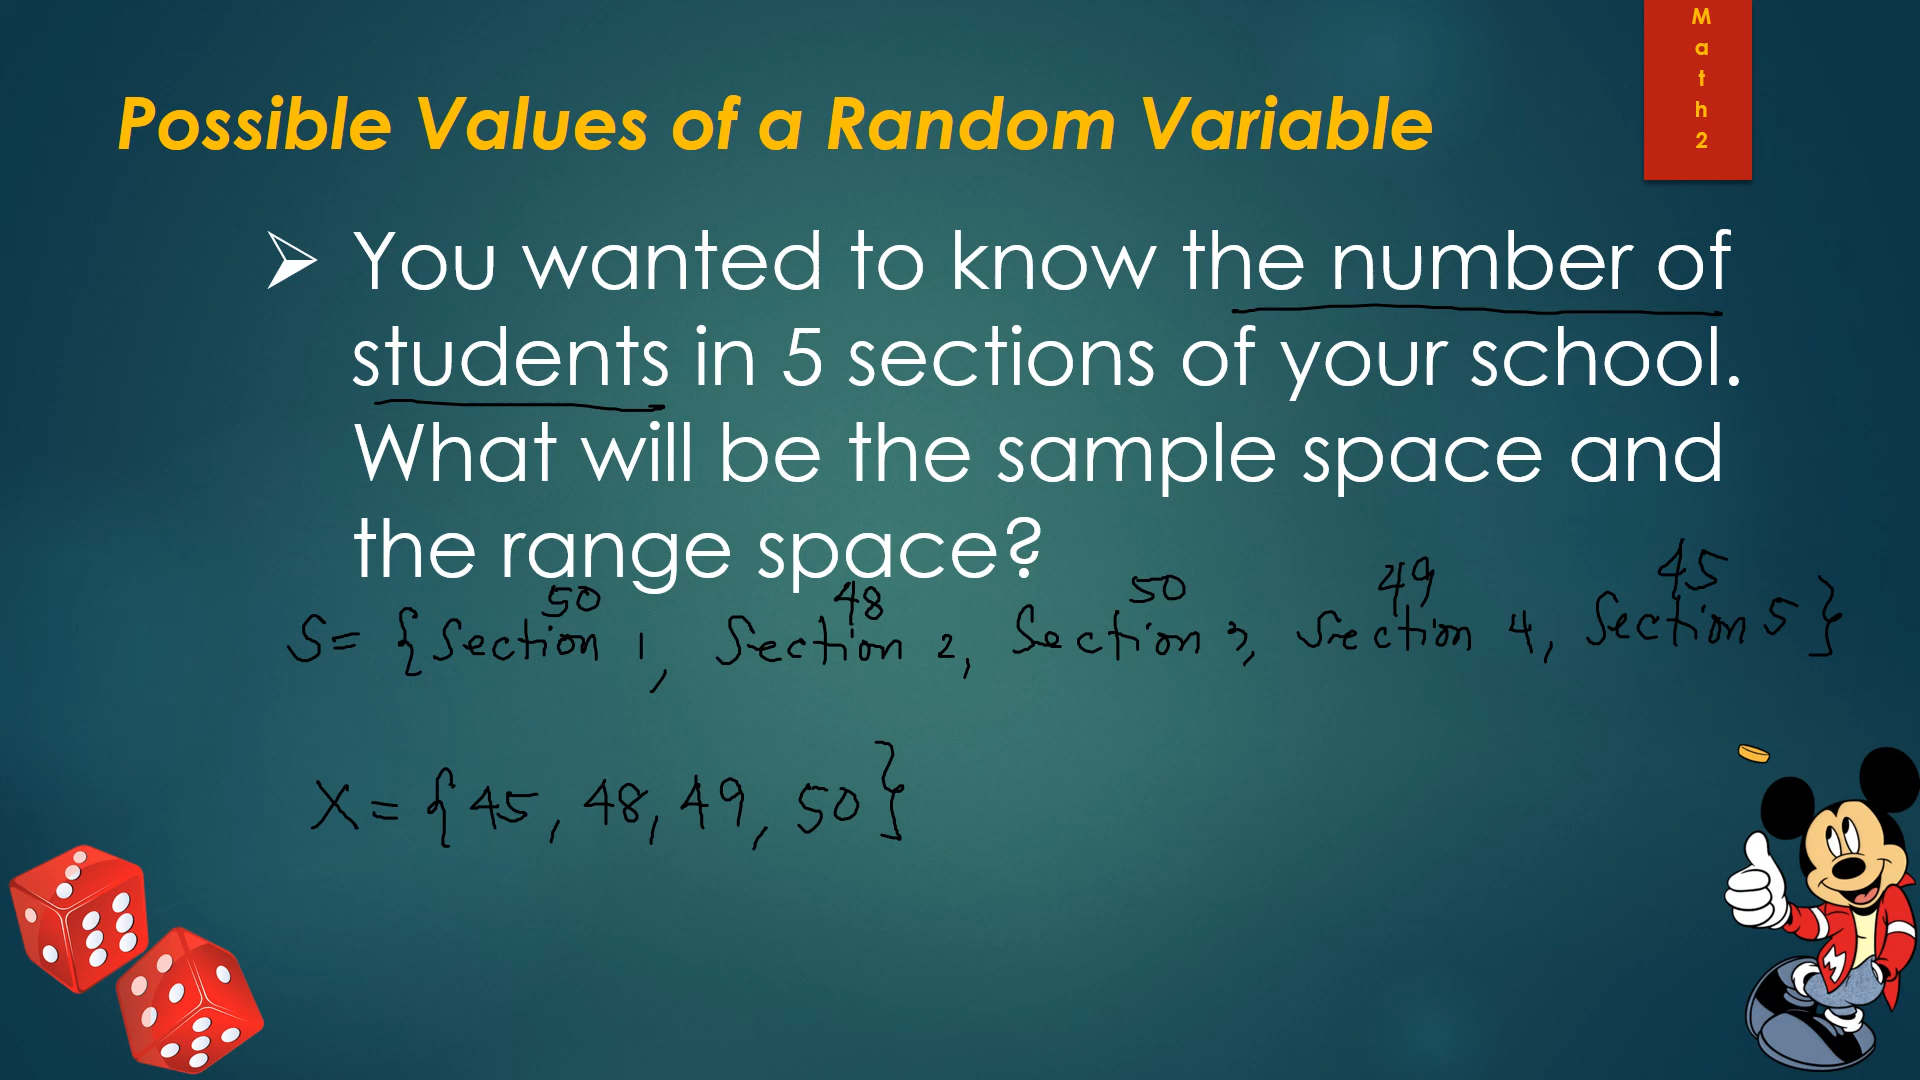 M
a
t
h
2
Possible Values of a Random Variable
➢ You wanted to know the number of
students in 5 sections of your school.
What will be the sample space and
the range space?
50 48 50 49 45
S = {Section 1, Section 2, Section 3, Section 4, Section 5}
X = {45, 48, 49, 50}